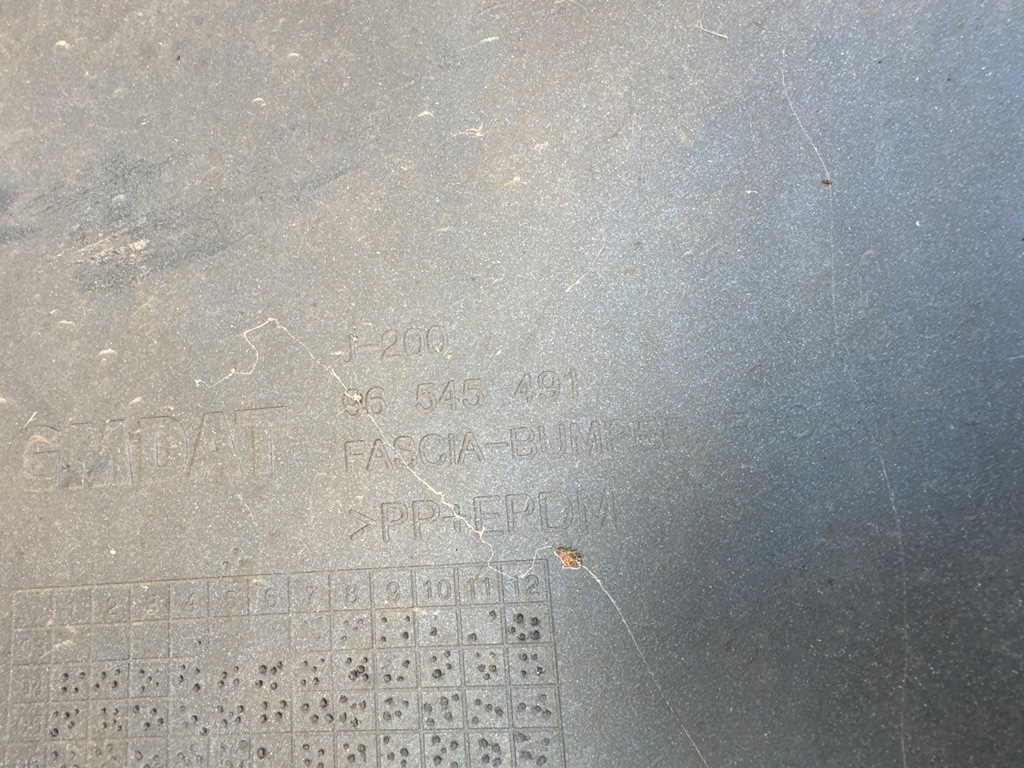 J-200
96 545 491
GMDAT
FASCIA-BUMPER
>PP+EPDM
1 2 3 4 5 6 7 8 9 10 11 12